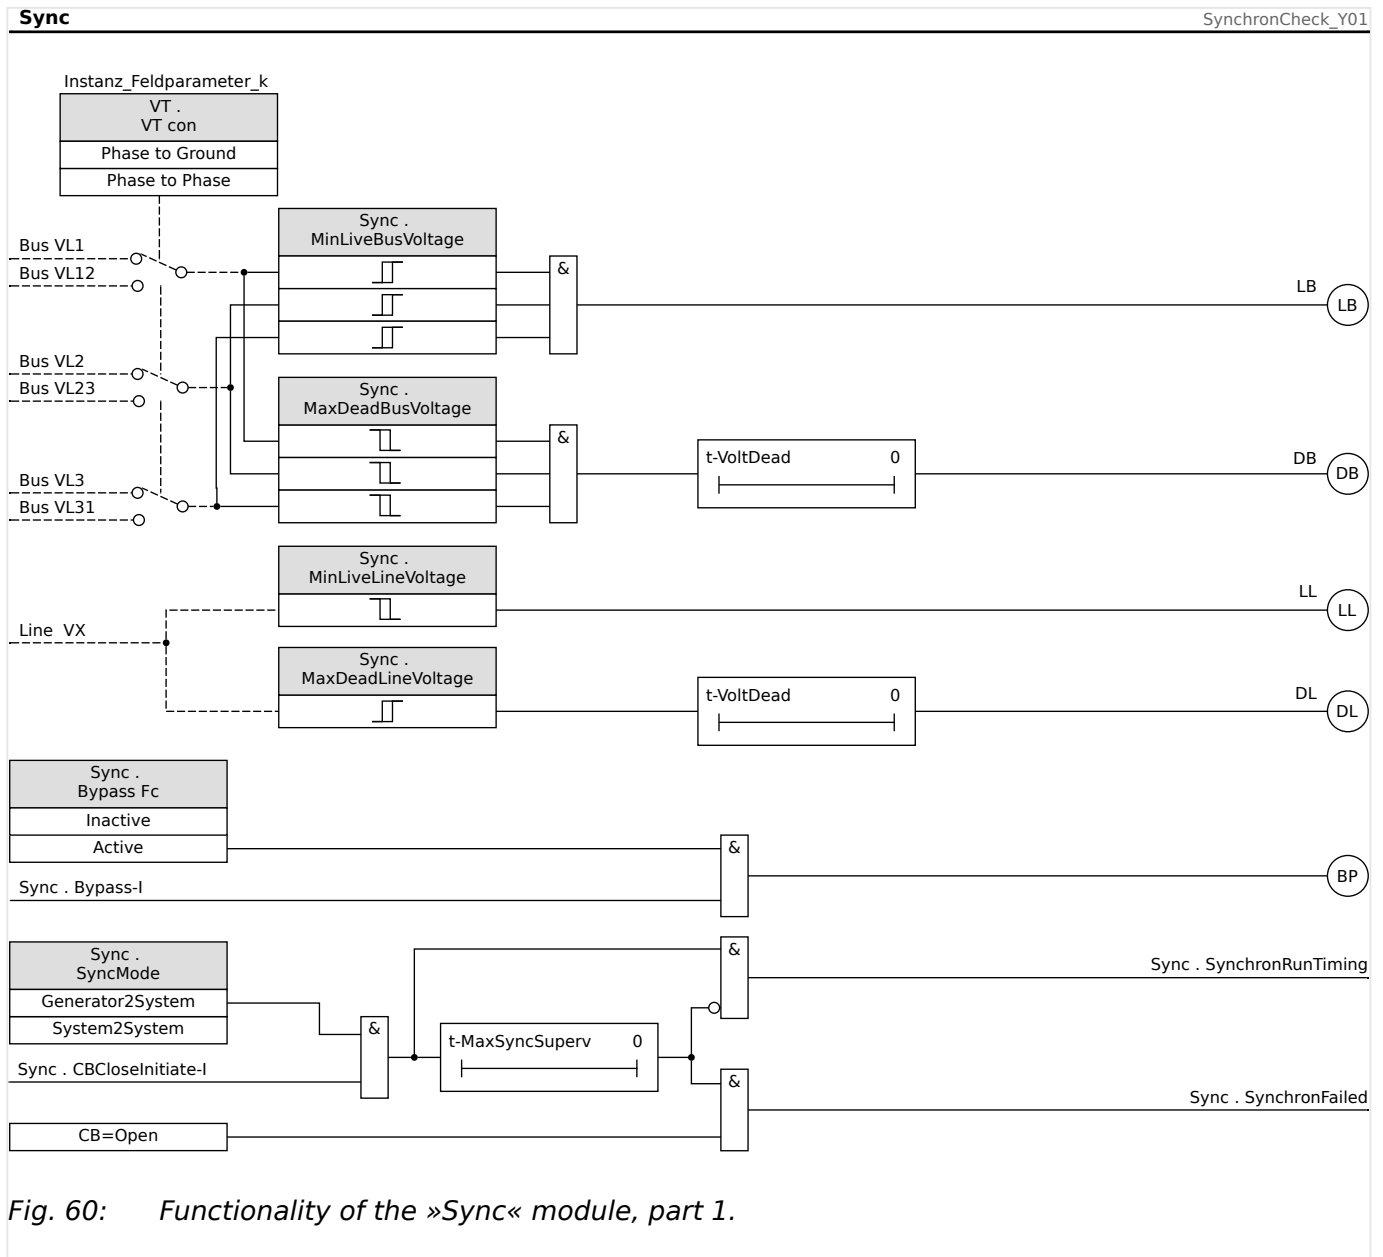 Sync
SynchronCheck_Y01
Instanz_Feldparameter_k
VT .
VT con
Phase to Ground
Phase to Phase
Sync .
MinLiveBusVoltage
Bus VL1
Bus VL12
&
LB
LB
Bus VL2
Bus VL23
Sync .
MaxDeadBusVoltage
&
t-VoltDead 0
DB
DB
Bus VL3
Bus VL31
Sync .
MinLiveLineVoltage
LL
LL
Line VX
Sync .
MaxDeadLineVoltage
t-VoltDead 0
DL
DL
Sync .
Bypass Fc
Inactive
Active
&
BP
Sync . Bypass-I
Sync .
SyncMode
Generator2System
System2System
&
Sync . SynchronRunTiming
&
t-MaxSyncSuperv 0
Sync . CBCloseInitiate-I
&
Sync . SynchronFailed
CB=Open
Fig. 60: Functionality of the »Sync« module, part 1.